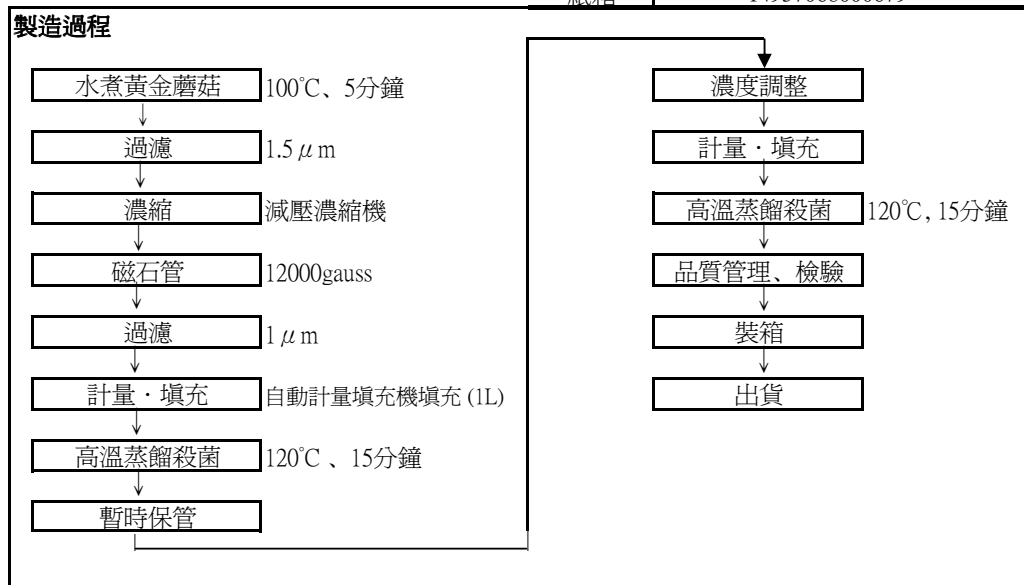 製造過程
水煮黃金蘑菇 100℃、5分鐘
過濾 1.5μm
濃縮 減壓濃縮機
磁石管 12000gauss
過濾 1μm
計量・填充 自動計量填充機填充 (1L)
高溫蒸餾殺菌 120℃ 、15分鐘
暫時保管
濃度調整
計量・填充
高溫蒸餾殺菌 120℃ , 15分鐘
品質管理、檢驗
裝箱
出貨